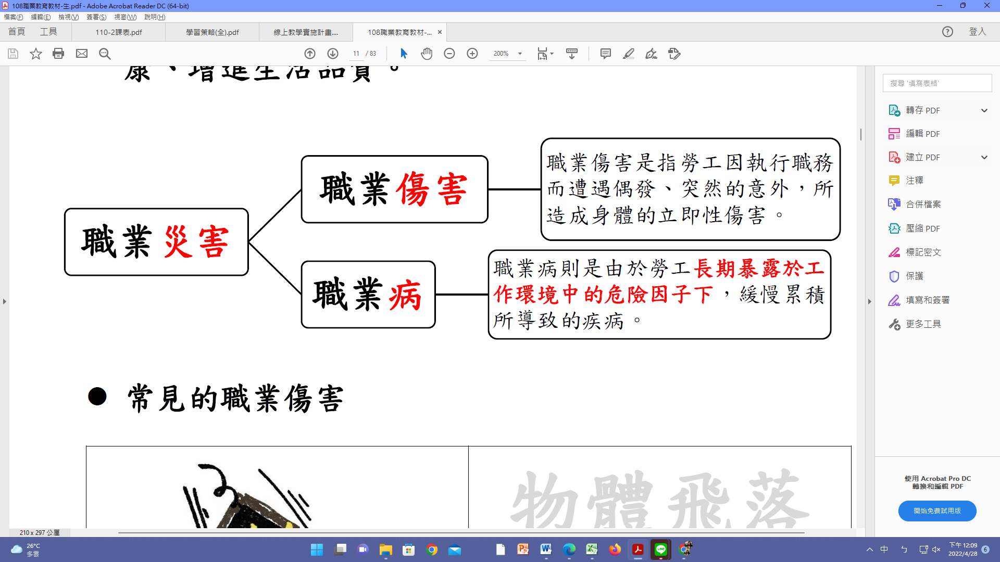 108職業教育教材-生.pdf - Adobe Acrobat Reader DC (64-bit)
檔案(F) 編輯(E) 檢視(V) 簽署(S) 視窗(W) 說明(H)
首頁 工具 110-2課表.pdf 學習策略(全).pdf 線上教學實施計畫.... 108職業教育教材-... × 登入
11 / 83 200%
康、增進生活品質。
職業災害
職業傷害
職業傷害是指勞工因執行職務
而遭遇偶發、突然的意外，所
造成身體的立即性傷害。
職業病
職業病則是由於勞工長期暴露於工
作環境中的危險因子下，緩慢累積
所導致的疾病。
● 常見的職業傷害
物體飛落
210 x 297 公厘
搜尋 '填寫表格'
轉存 PDF
編輯 PDF
建立 PDF
注釋
合併檔案
壓縮 PDF
標記密文
保護
填寫和簽署
更多工具
使用 Acrobat Pro DC
轉換和編輯 PDF
開始免費試用版
26°C
多雲
中 ㄅ
下午 12:09
2022/4/28
6